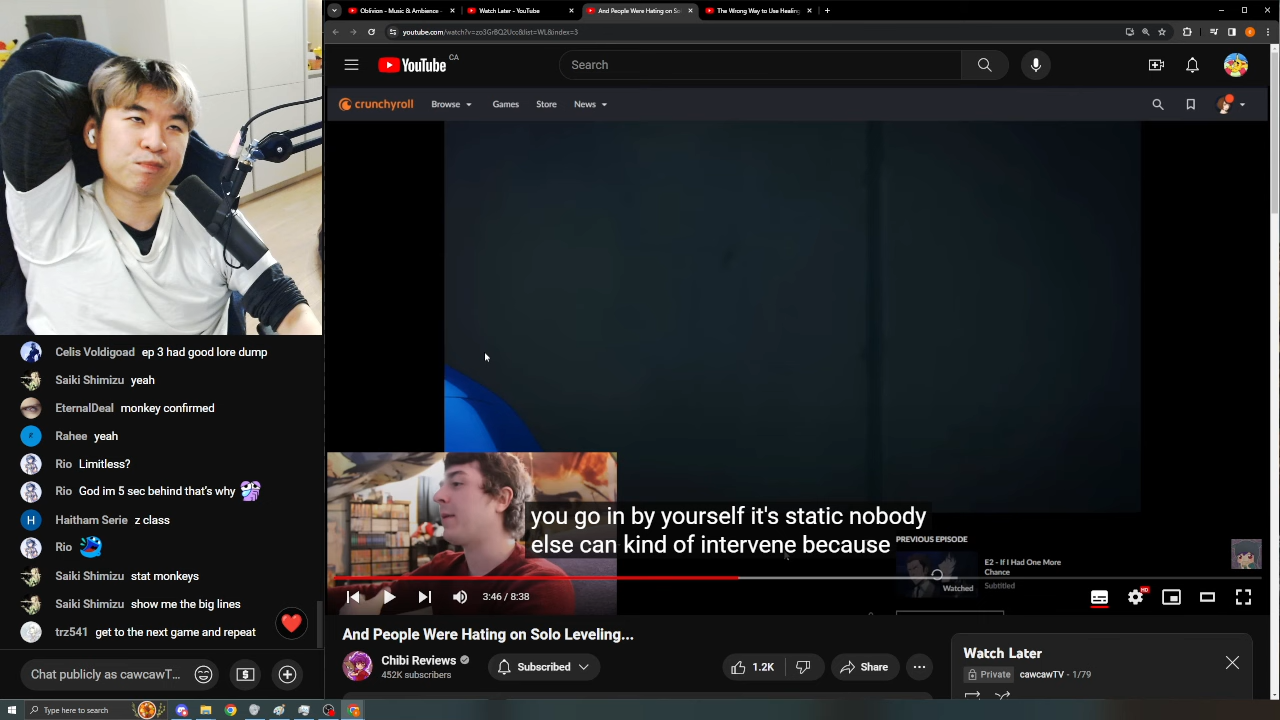 Oblivion - Music & Ambience -
Watch Later - YouTube
And People Were Hating on Sol
The Wrong Way to Use Healing
youtube.com/watch?v=zo3GrBQ2Ucc&list=WL&index=3
YouTube CA
Search
crunchyroll
Browse
Games
Store
News
Celis Voldigoad ep 3 had good lore dump
Saiki Shimizu yeah
EternalDeal monkey confirmed
Rahee yeah
Rio Limitless?
Rio God im 5 sec behind that's why
Haitham Serie z class
Rio
Saiki Shimizu stat monkeys
Saiki Shimizu show me the big lines
trz541 get to the next game and repeat
Chat publicly as cawcawT...
you go in by yourself it's static nobody
else can kind of intervene because
PREVIOUS EPISODE
E2 - If I Had One More
Chance
Subtitled
Watched
3:46 / 8:38
HD
And People Were Hating on Solo Leveling...
Chibi Reviews
452K subscribers
Subscribed
1.2K
Share
Watch Later
Private
cawcawTV - 1/79
Type here to search